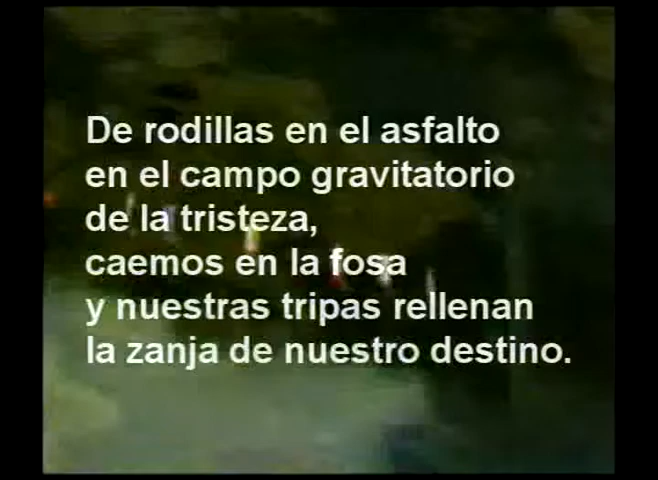 De rodillas en el asfalto
en el campo gravitatorio
de la tristeza,
caemos en la fosa
y nuestras tripas rellenan
la zanja de nuestro destino.